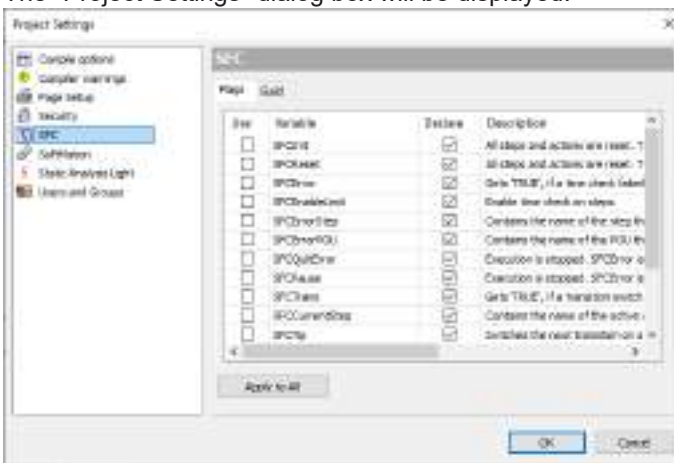 The "Project Settings" dialog box will be displayed.
Project Settings
Compile options
Compiler warnings
Page Setup
Security
SFC
SoftMotion
Static Analysis Light
Users and Groups
SFC
Flags Build
Use Variable Declare Description
SFCInit All steps and actions are reset. T
SFCReset All steps and actions are reset. T
SFCError Gets 'TRUE', if a time check failed
SFCEnableLimit Enable time check on steps.
SFCErrorStep Contains the name of the step th
SFCErrorPOU Contains the name of the POU th
SFCQuitError Execution is stopped. SFCError is
SFCPause Execution is stopped. SFCError is
SFCTrans Gets 'TRUE', if a transition switch
SFCCurrentStep Contains the name of the active
SFCTip Switches the next transition on a
Apply to All
OK Cancel